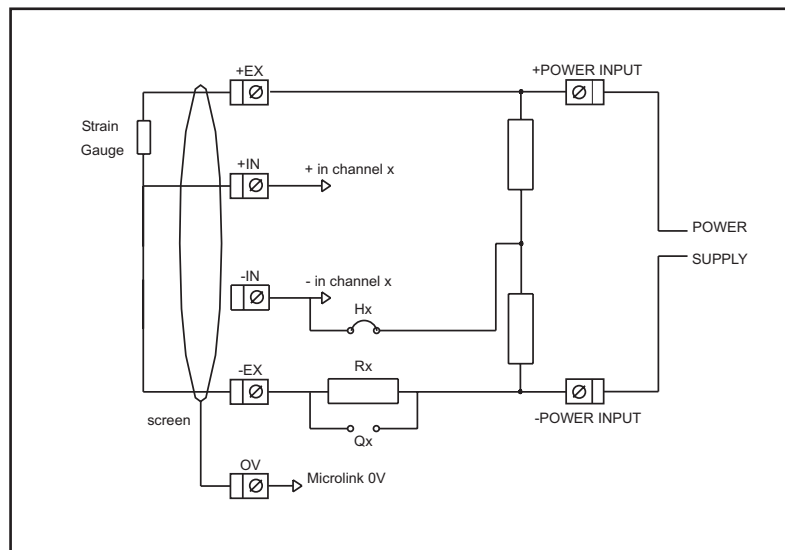 +EX
+POWER INPUT
Strain
Gauge
+IN
+ in channel x
POWER
SUPPLY
-IN
- in channel x
Hx
-EX
Rx
-POWER INPUT
screen
Qx
OV
Microlink 0V